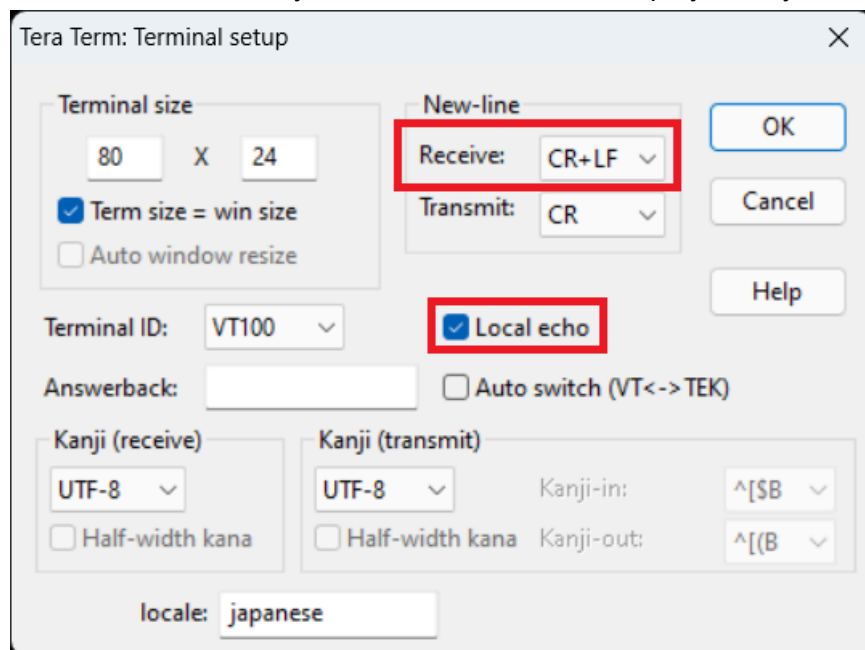 Tera Term: Terminal setup
Terminal size
80 X 24
Term size = win size
Auto window resize
New-line
Receive: CR+LF
Transmit: CR
OK
Cancel
Help
Terminal ID: VT100
Local echo
Answerback:
Auto switch (VT<->TEK)
Kanji (receive)
UTF-8
Half-width kana
Kanji (transmit)
UTF-8
Kanji-in: ^[$B
Half-width kana
Kanji-out: ^[(B
locale: japanese